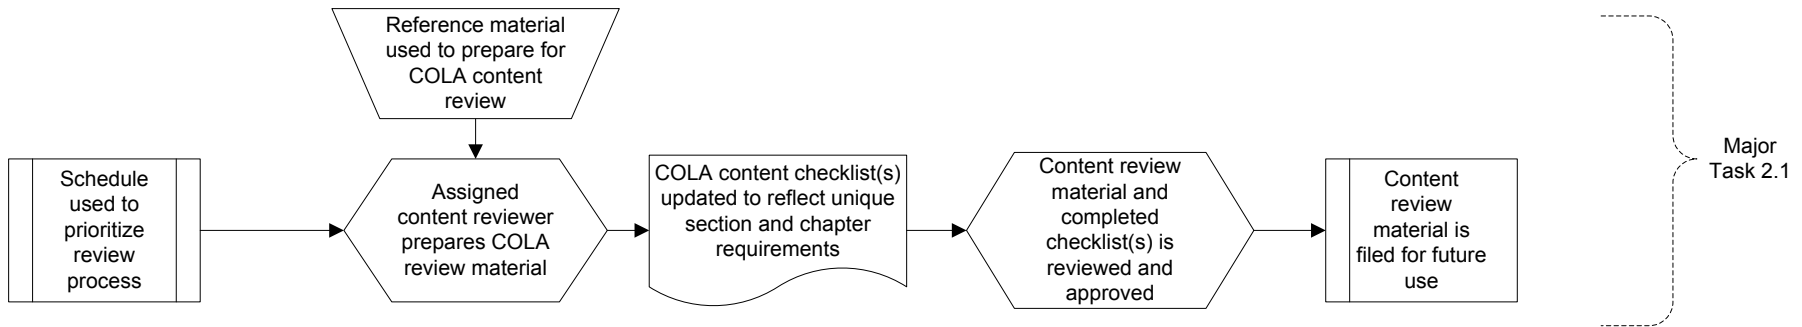 Reference material
used to prepare for
COLA content
review
Schedule
used to
prioritize
review
process
Assigned
content reviewer
prepares COLA
review material
COLA content checklist(s)
updated to reflect unique
section and chapter
requirements
Content review
material and
completed
checklist(s) is
reviewed and
approved
Content
review
material is
filed for future
use
Major
Task 2.1